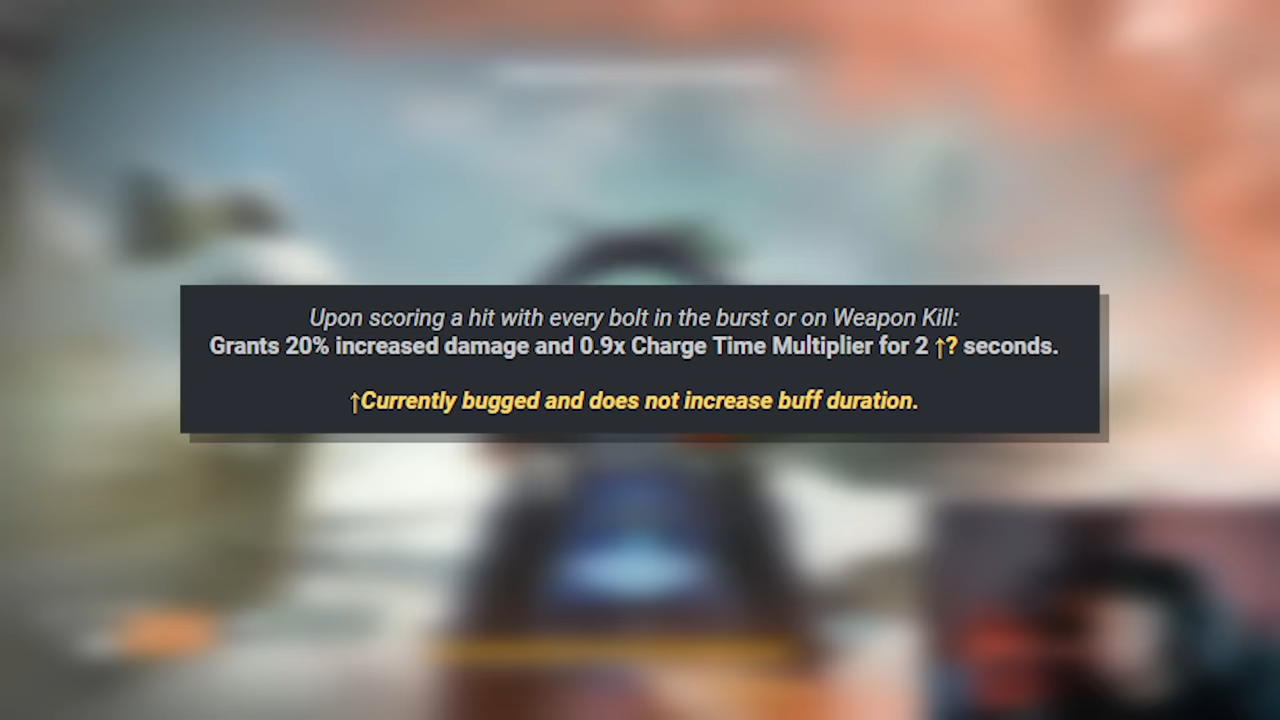 Upon scoring a hit with every bolt in the burst or on Weapon Kill:
Grants 20% increased damage and 0.9x Charge Time Multiplier for 2 ↑? seconds.
↑Currently bugged and does not increase buff duration.